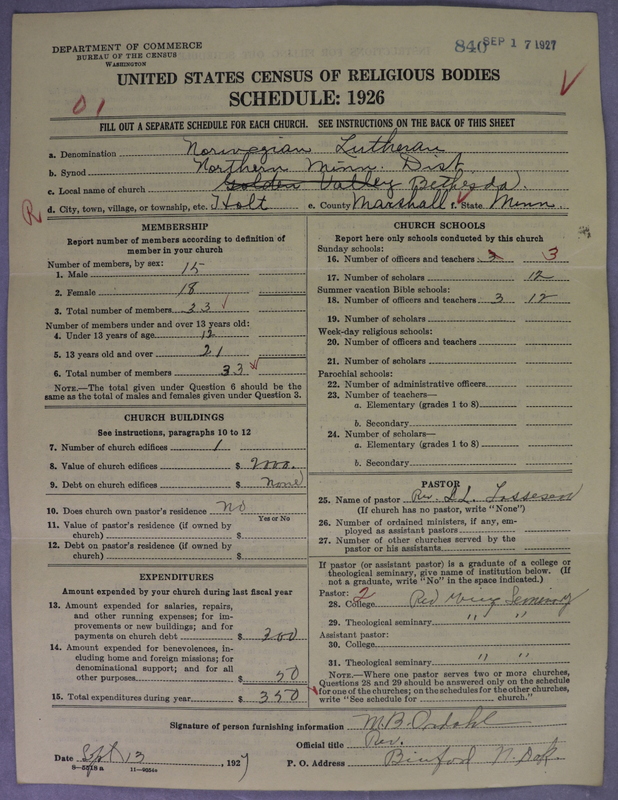 DEPARTMENT OF COMMERCE
BUREAU OF THE CENSUS
WASHINGTON
840 SEP 17 1927
UNITED STATES CENSUS OF RELIGIOUS BODIES
SCHEDULE: 1926
01
FILL OUT A SEPARATE SCHEDULE FOR EACH CHURCH. SEE INSTRUCTIONS ON THE BACK OF THIS SHEET
a. Denomination Norwegian Lutheran
b. Synod Northern Minn. Dist
c. Local name of church Golden Valley (Bethesda)
R
d. City, town, village, or township, etc. Holt e. County Marshall f. State Minn.
MEMBERSHIP
Report number of members according to definition of
member in your church
Number of members, by sex:
1. Male 15
2. Female 18
3. Total number of members 33
Number of members under and over 13 years old:
4. Under 13 years of age 12
5. 13 years old and over 21
6. Total number of members 33
NOTE.—The total given under Question 6 should be the
same as the total of males and females given under Question 3.
CHURCH BUILDINGS
See instructions, paragraphs 10 to 12
7. Number of church edifices 1
8. Value of church edifices $ 2000.
9. Debt on church edifices $ None
10. Does church own pastor's residence? No
Yes or No
11. Value of pastor's residence (if owned by
church) $
12. Debt on pastor's residence (if owned by
church) $
EXPENDITURES
Amount expended by your church during last fiscal year
13. Amount expended for salaries, repairs,
and other running expenses; for im-
provements or new buildings; and for
payments on church debt $ 300
14. Amount expended for benevolences, in-
cluding home and foreign missions; for
denominational support; and for all
other purposes $ 50
15. Total expenditures during year $ 350
CHURCH SCHOOLS
Report here only schools conducted by this church
Sunday schools:
16. Number of officers and teachers 3 3
17. Number of scholars 12
Summer vacation Bible schools:
18. Number of officers and teachers 3 12
19. Number of scholars
Week-day religious schools:
20. Number of officers and teachers
21. Number of scholars
Parochial schools:
22. Number of administrative officers
23. Number of teachers—
a. Elementary (grades 1 to 8)
b. Secondary
24. Number of scholars—
a. Elementary (grades 1 to 8)
b. Secondary
PASTOR
25. Name of pastor Rev.
(If church has no pastor, write "None")
26. Number of ordained ministers, if any, em-
ployed as assistant pastors
27. Number of other churches served by the
pastor or his assistants
If pastor (or assistant pastor) is a graduate of a college or
theological seminary, give name of institution below. (If
not a graduate, write "No" in the space indicated.)
Pastor: 2
28. College Red Wing Seminary
29. Theological seminary " "
Assistant pastor:
30. College
31. Theological seminary " "
NOTE.—Where one pastor serves two or more churches,
Questions 28 and 29 should be answered only on the schedule
for one of the churches; on the schedules for the other churches,
write "See schedule for church."
Signature of person furnishing information M. B. Ordahl
Official title Rev.
Date Sept 13, 1927 P. O. Address Binford N. Dak.
8—5518a 11—9054a